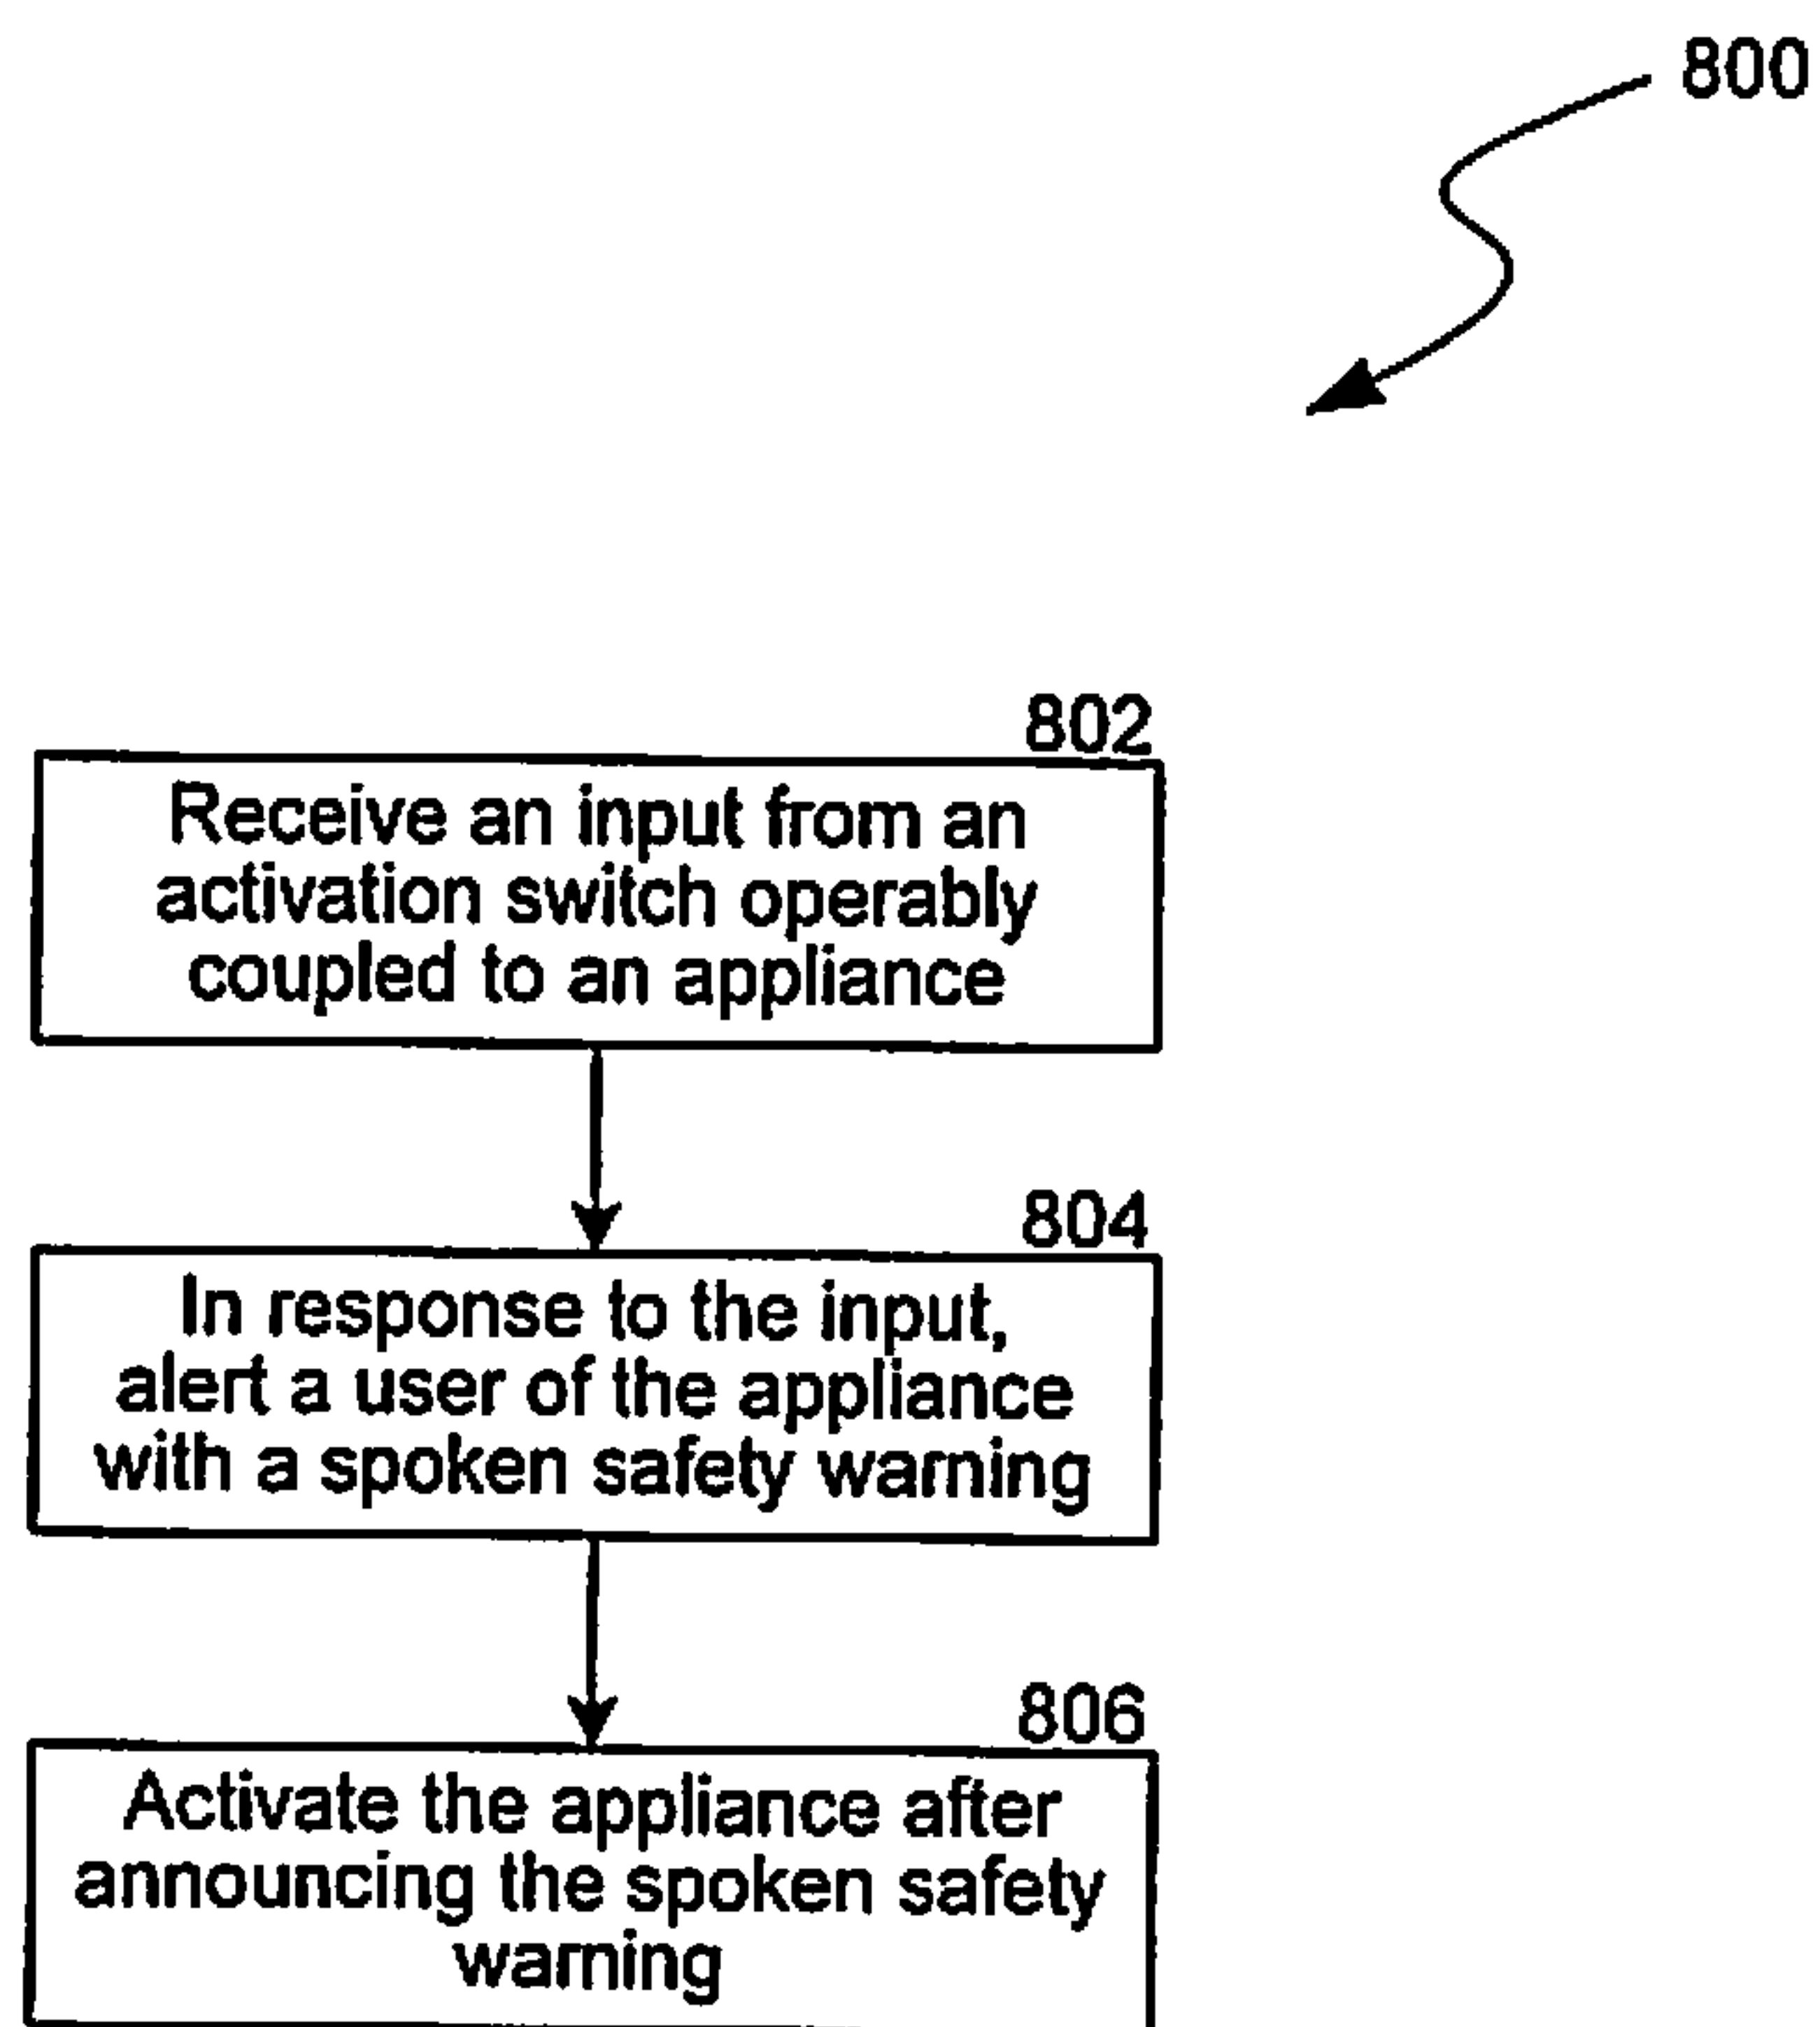 800
802
Receive an input from an
activation switch operably
coupled to an appliance
804
In response to the input,
alert a user of the appliance
with a spoken safety warning
806
Activate the appliance after
announcing the spoken safety
warning